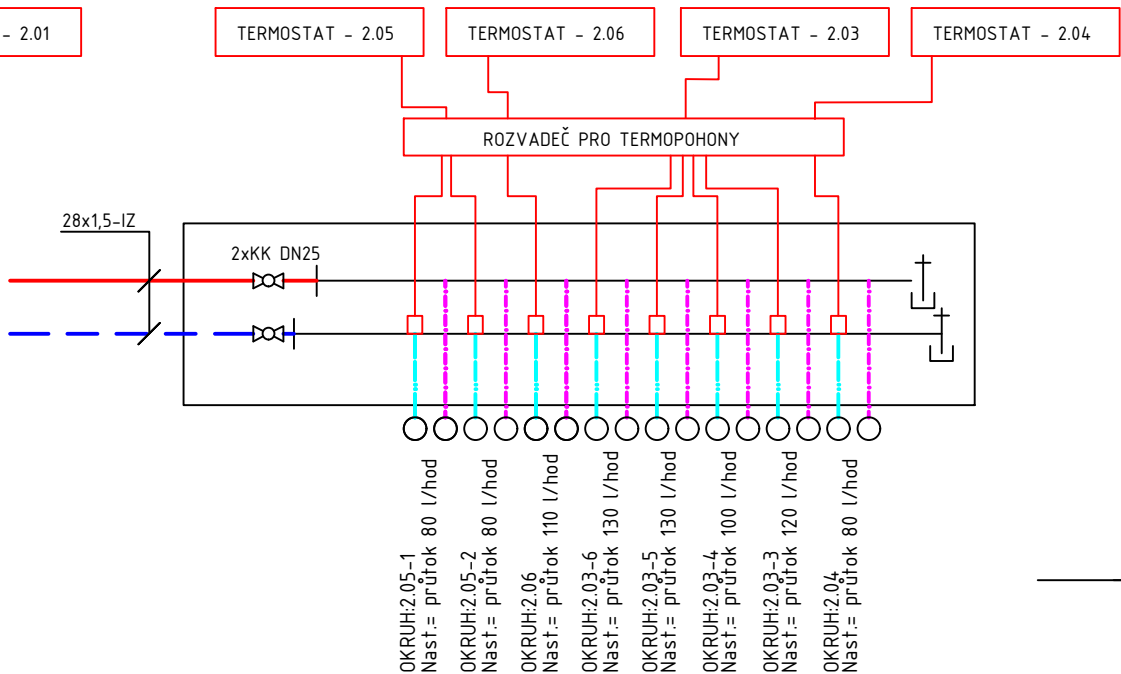 - 2.01
TERMOSTAT - 2.05
TERMOSTAT - 2.06
TERMOSTAT - 2.03
TERMOSTAT - 2.04
ROZVADEČ PRO TERMOPOHONY
28x1,5-IZ
2xKK DN25
OKRUH:2.05-1
Nast.= průtok 80 l/hod
OKRUH:2.05-2
Nast.= průtok 80 l/hod
OKRUH:2.06
Nast.= průtok 110 l/hod
OKRUH:2.03-6
Nast.= průtok 130 l/hod
OKRUH:2.03-5
Nast.= průtok 130 l/hod
OKRUH:2.03-4
Nast.= průtok 100 l/hod
OKRUH:2.03-3
Nast.= průtok 120 l/hod
OKRUH:2.04
Nast.= průtok 80 l/hod